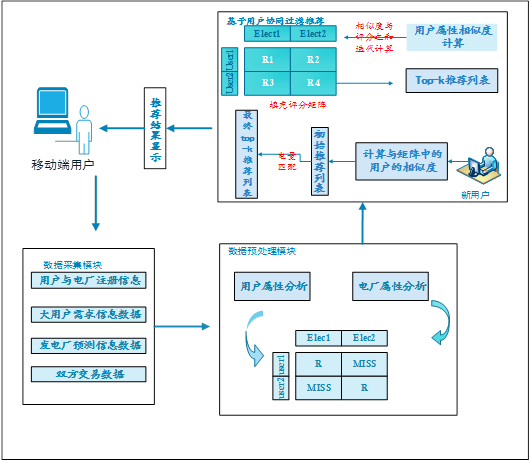 基于用户协同过滤推荐
Elect1 Elect2
User1 R1 R2
User2 R3 R4
填充评分矩阵
相似度与
评分之和
迭代计算
用户属性相似度
计算
Top-k推荐列表
最终top-k推荐列表
电量
匹配
初始推荐列表
计算与矩阵中的
用户的相似度
新用户
推荐结果显示
移动端用户
数据采集模块
用户与电厂注册信息
大用户需求信息数据
发电厂预测信息数据
双方交易数据
数据预处理模块
用户属性分析
电厂属性分析
Elec1 Elec2
user1 R MISS
user2 MISS R